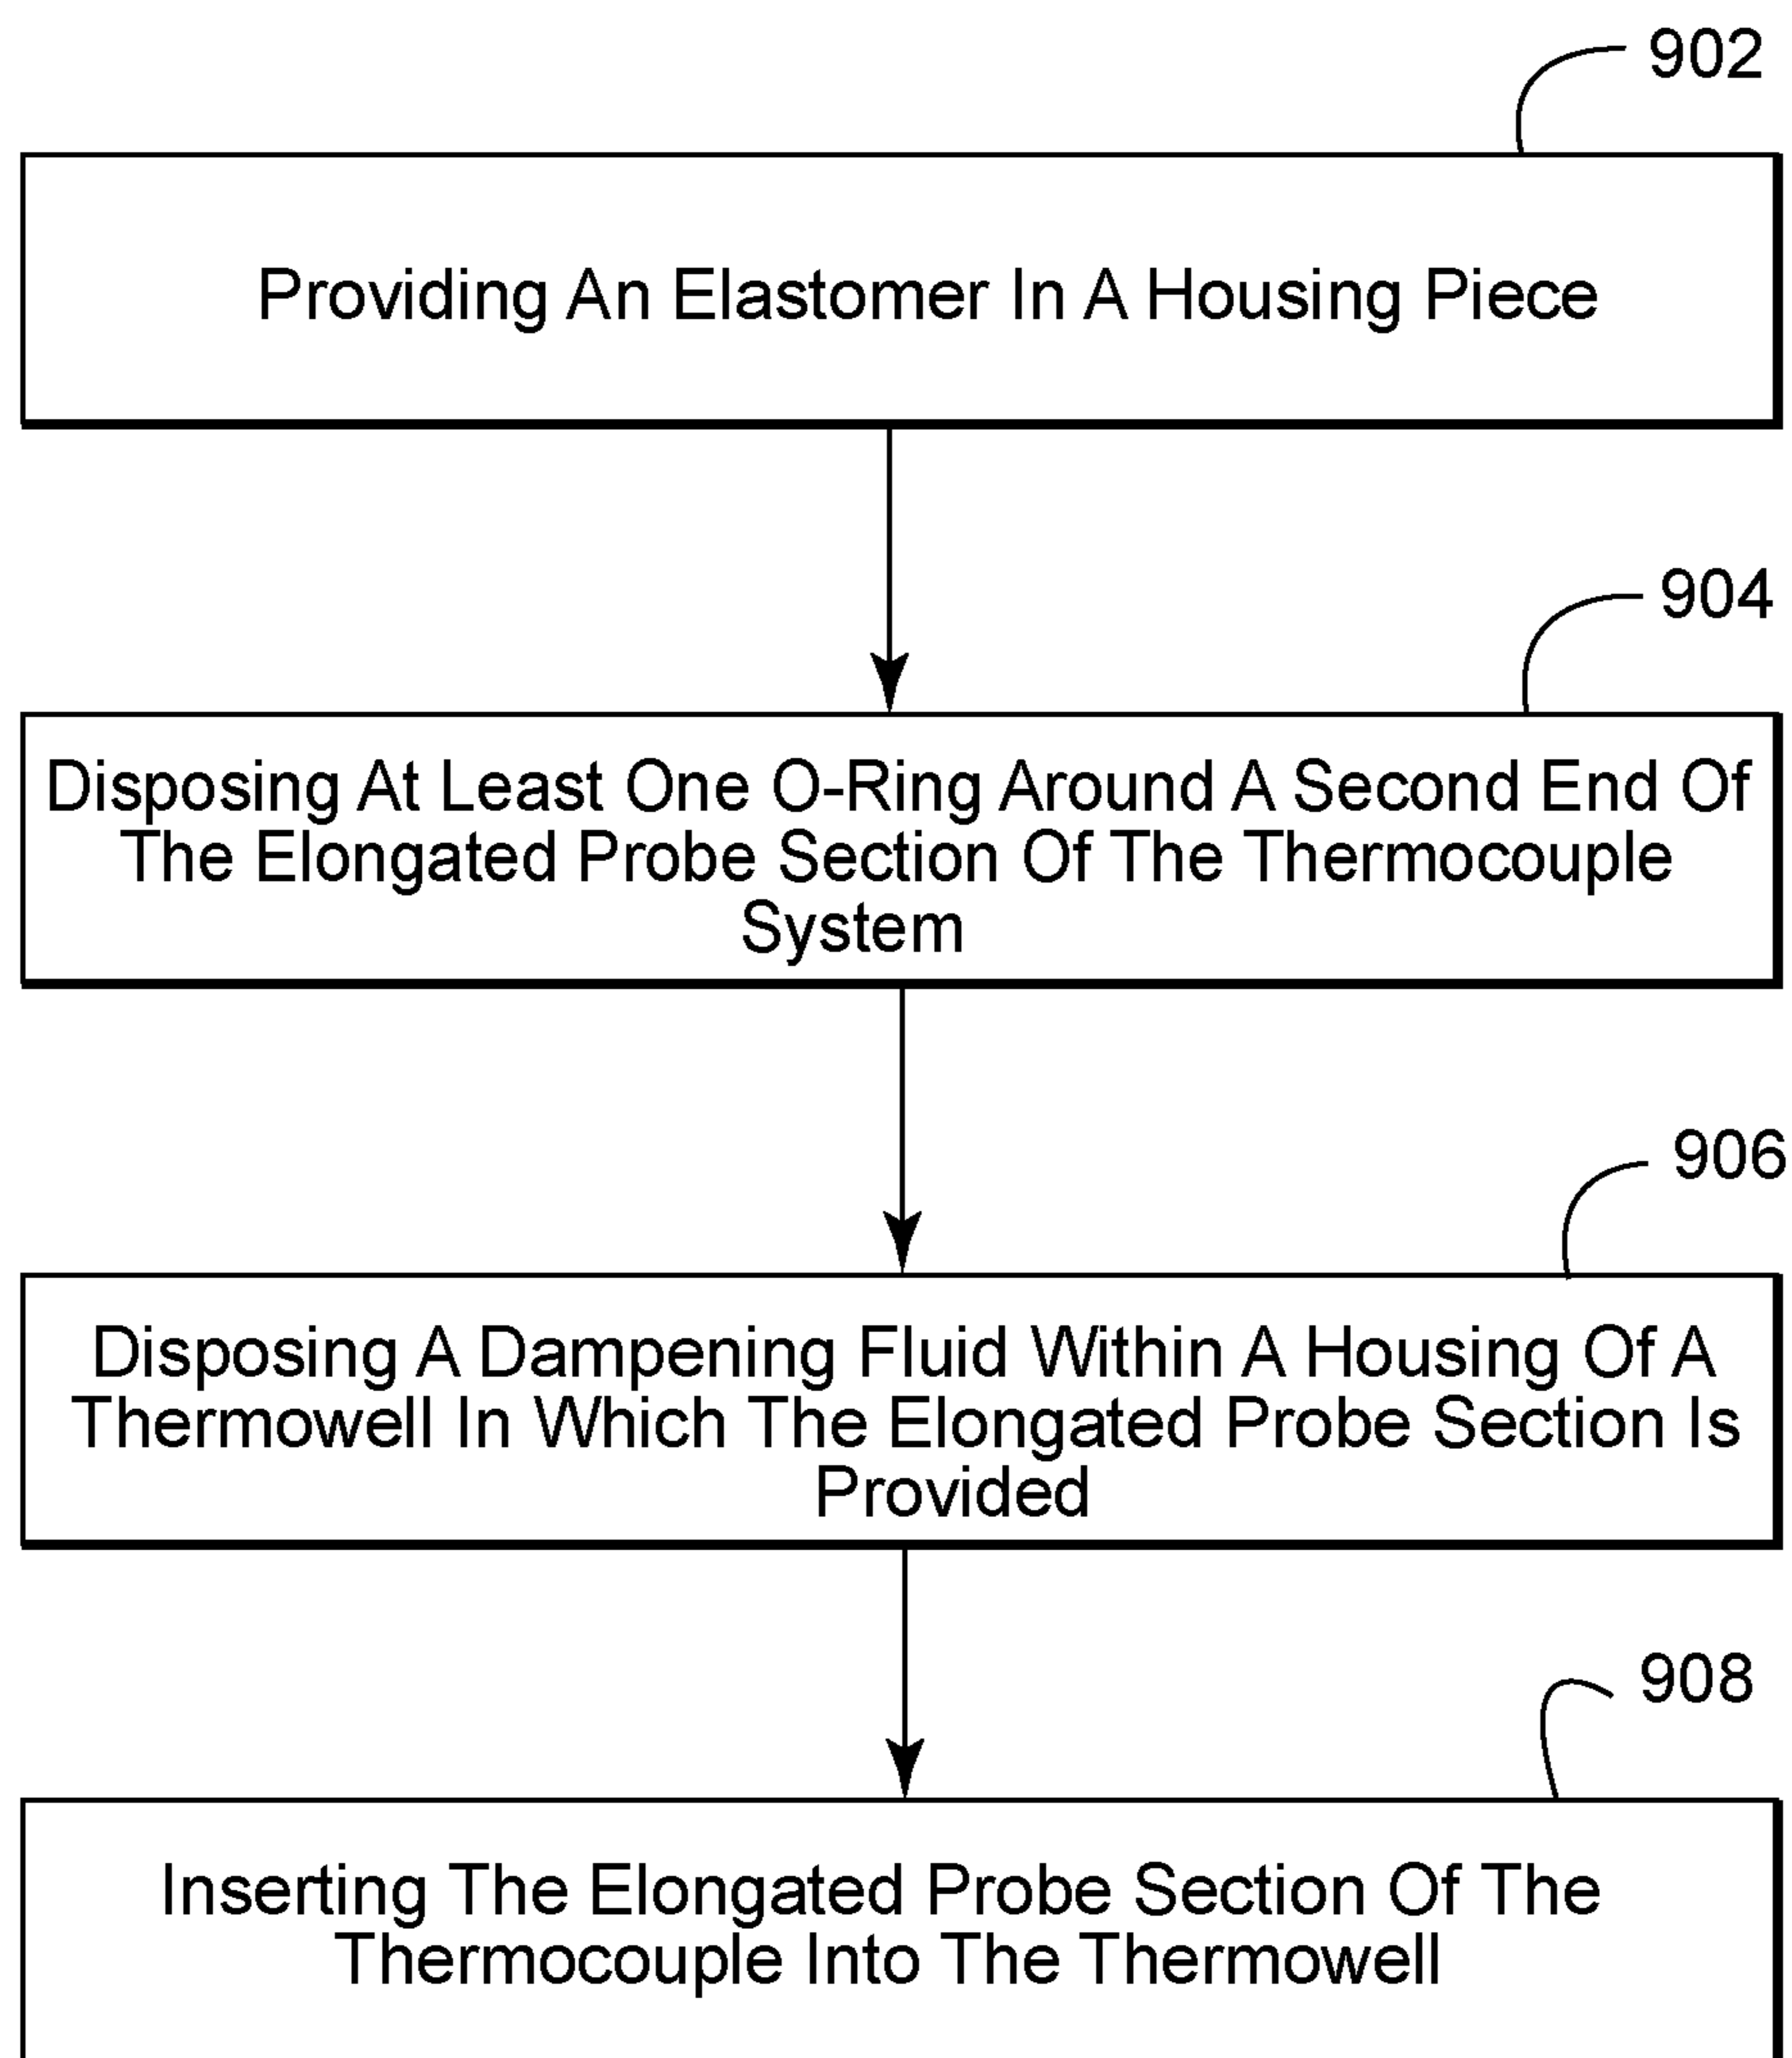 902
Providing An Elastomer In A Housing Piece
904
Disposing At Least One O-Ring Around A Second End Of
The Elongated Probe Section Of The Thermocouple
System
906
Disposing A Dampening Fluid Within A Housing Of A
Thermowell In Which The Elongated Probe Section Is
Provided
908
Inserting The Elongated Probe Section Of The
Thermocouple Into The Thermowell